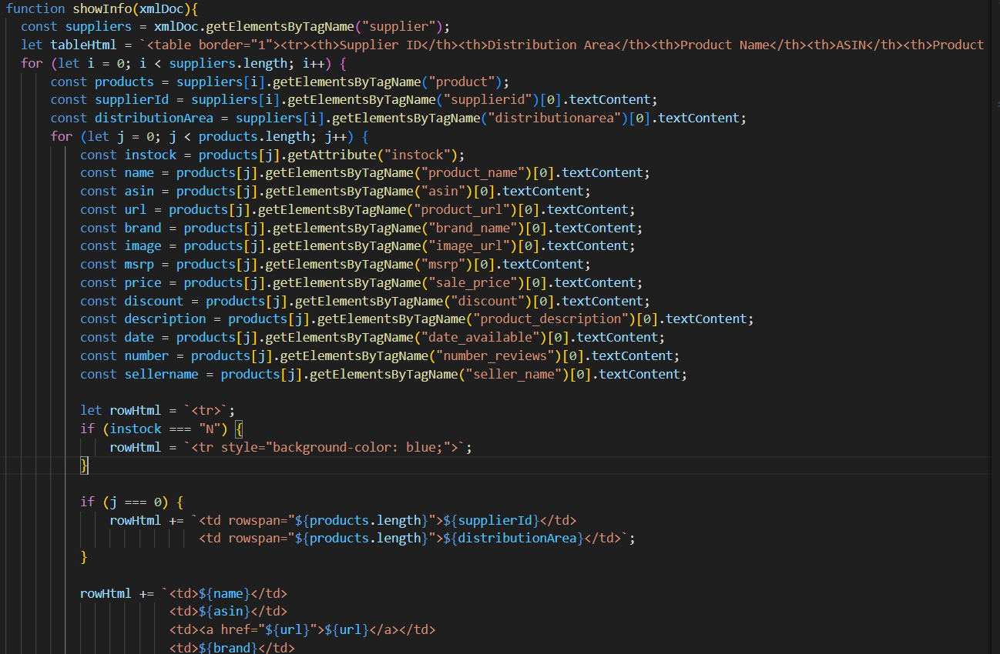 function showInfo(xmlDoc){
const suppliers = xmlDoc.getElementsByTagName("supplier");
let tableHtml = `<table border="1"><tr><th>Supplier ID</th><th>Distribution Area</th><th>Product Name</th><th>ASIN</th><th>Product
for (let i = 0; i < suppliers.length; i++) {
const products = suppliers[i].getElementsByTagName("product");
const supplierId = suppliers[i].getElementsByTagName("supplierid")[0].textContent;
const distributionArea = suppliers[i].getElementsByTagName("distributionarea")[0].textContent;
for (let j = 0; j < products.length; j++) {
const instock = products[j].getAttribute("instock");
const name = products[j].getElementsByTagName("product_name")[0].textContent;
const asin = products[j].getElementsByTagName("asin")[0].textContent;
const url = products[j].getElementsByTagName("product_url")[0].textContent;
const brand = products[j].getElementsByTagName("brand_name")[0].textContent;
const image = products[j].getElementsByTagName("image_url")[0].textContent;
const msrp = products[j].getElementsByTagName("msrp")[0].textContent;
const price = products[j].getElementsByTagName("sale_price")[0].textContent;
const discount = products[j].getElementsByTagName("discount")[0].textContent;
const description = products[j].getElementsByTagName("product_description")[0].textContent;
const date = products[j].getElementsByTagName("date_available")[0].textContent;
const number = products[j].getElementsByTagName("number_reviews")[0].textContent;
const sellername = products[j].getElementsByTagName("seller_name")[0].textContent;
let rowHtml = `<tr>`;
if (instock === "N") {
rowHtml = `<tr style="background-color: blue;">`;
}
if (j === 0) {
rowHtml += `<td rowspan="${products.length}">${supplierId}</td>
<td rowspan="${products.length}">${distributionArea}</td>`;
}
rowHtml += `<td>${name}</td>
<td>${asin}</td>
<td><a href="${url}">${url}</a></td>
<td>${brand}</td>